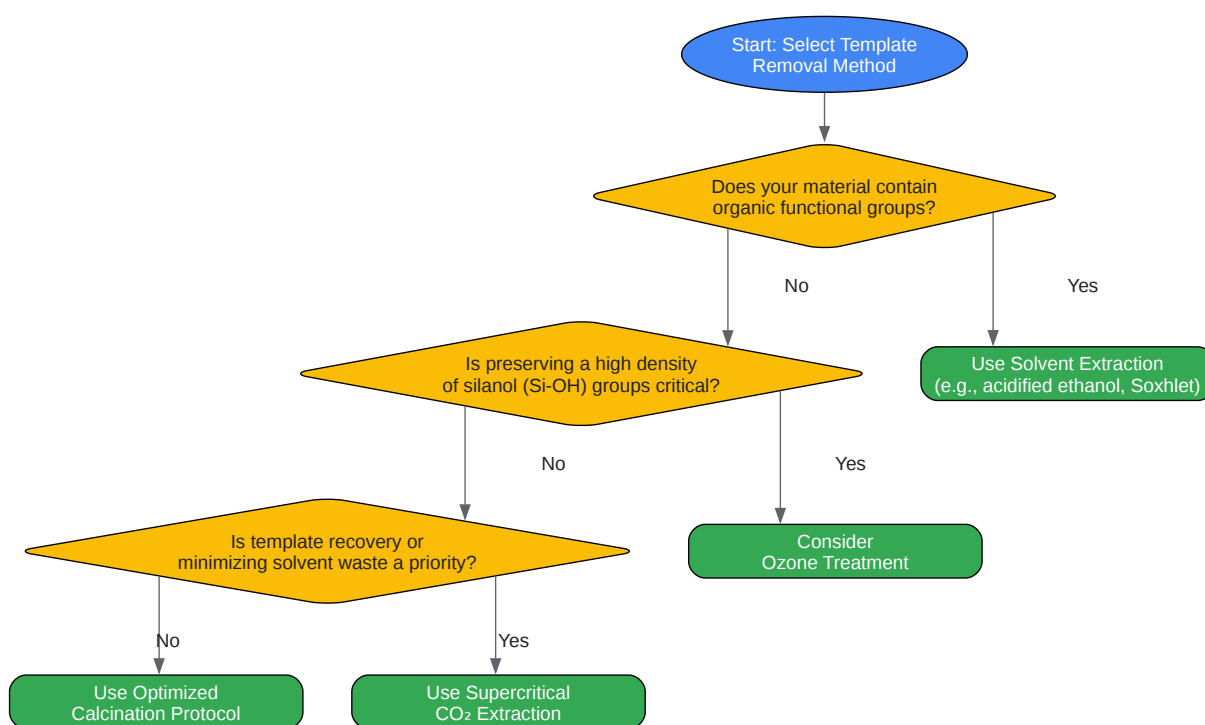 Start: Select Template
Removal Method
Does your material contain
organic functional groups?
No
Yes
Is preserving a high density
of silanol (Si-OH) groups critical?
Use Solvent Extraction
(e.g., acidified ethanol, Soxhlet)
No
Yes
Is template recovery or
minimizing solvent waste a priority?
Consider
Ozone Treatment
No
Yes
Use Optimized
Calcination Protocol
Use Supercritical
CO₂ Extraction